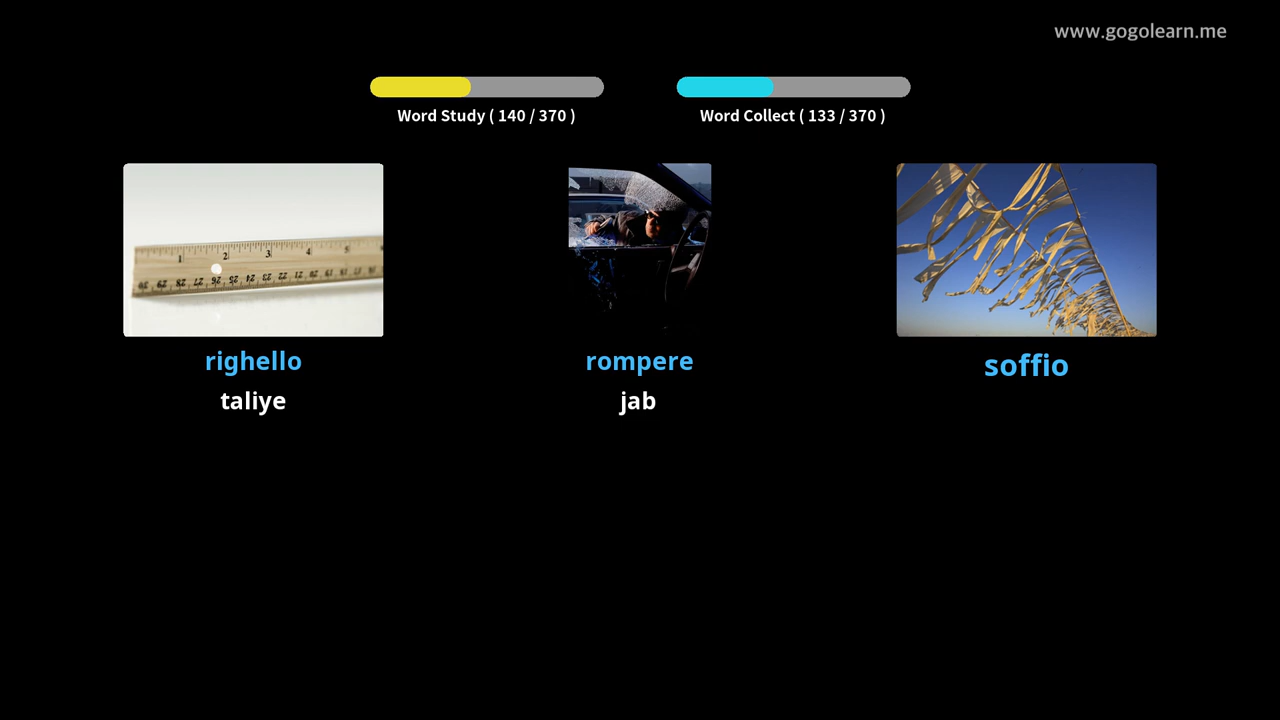 www.gogolearn.me
Word Study ( 140 / 370 )
Word Collect ( 133 / 370 )
righello
taliye
rompere
jab
soffio